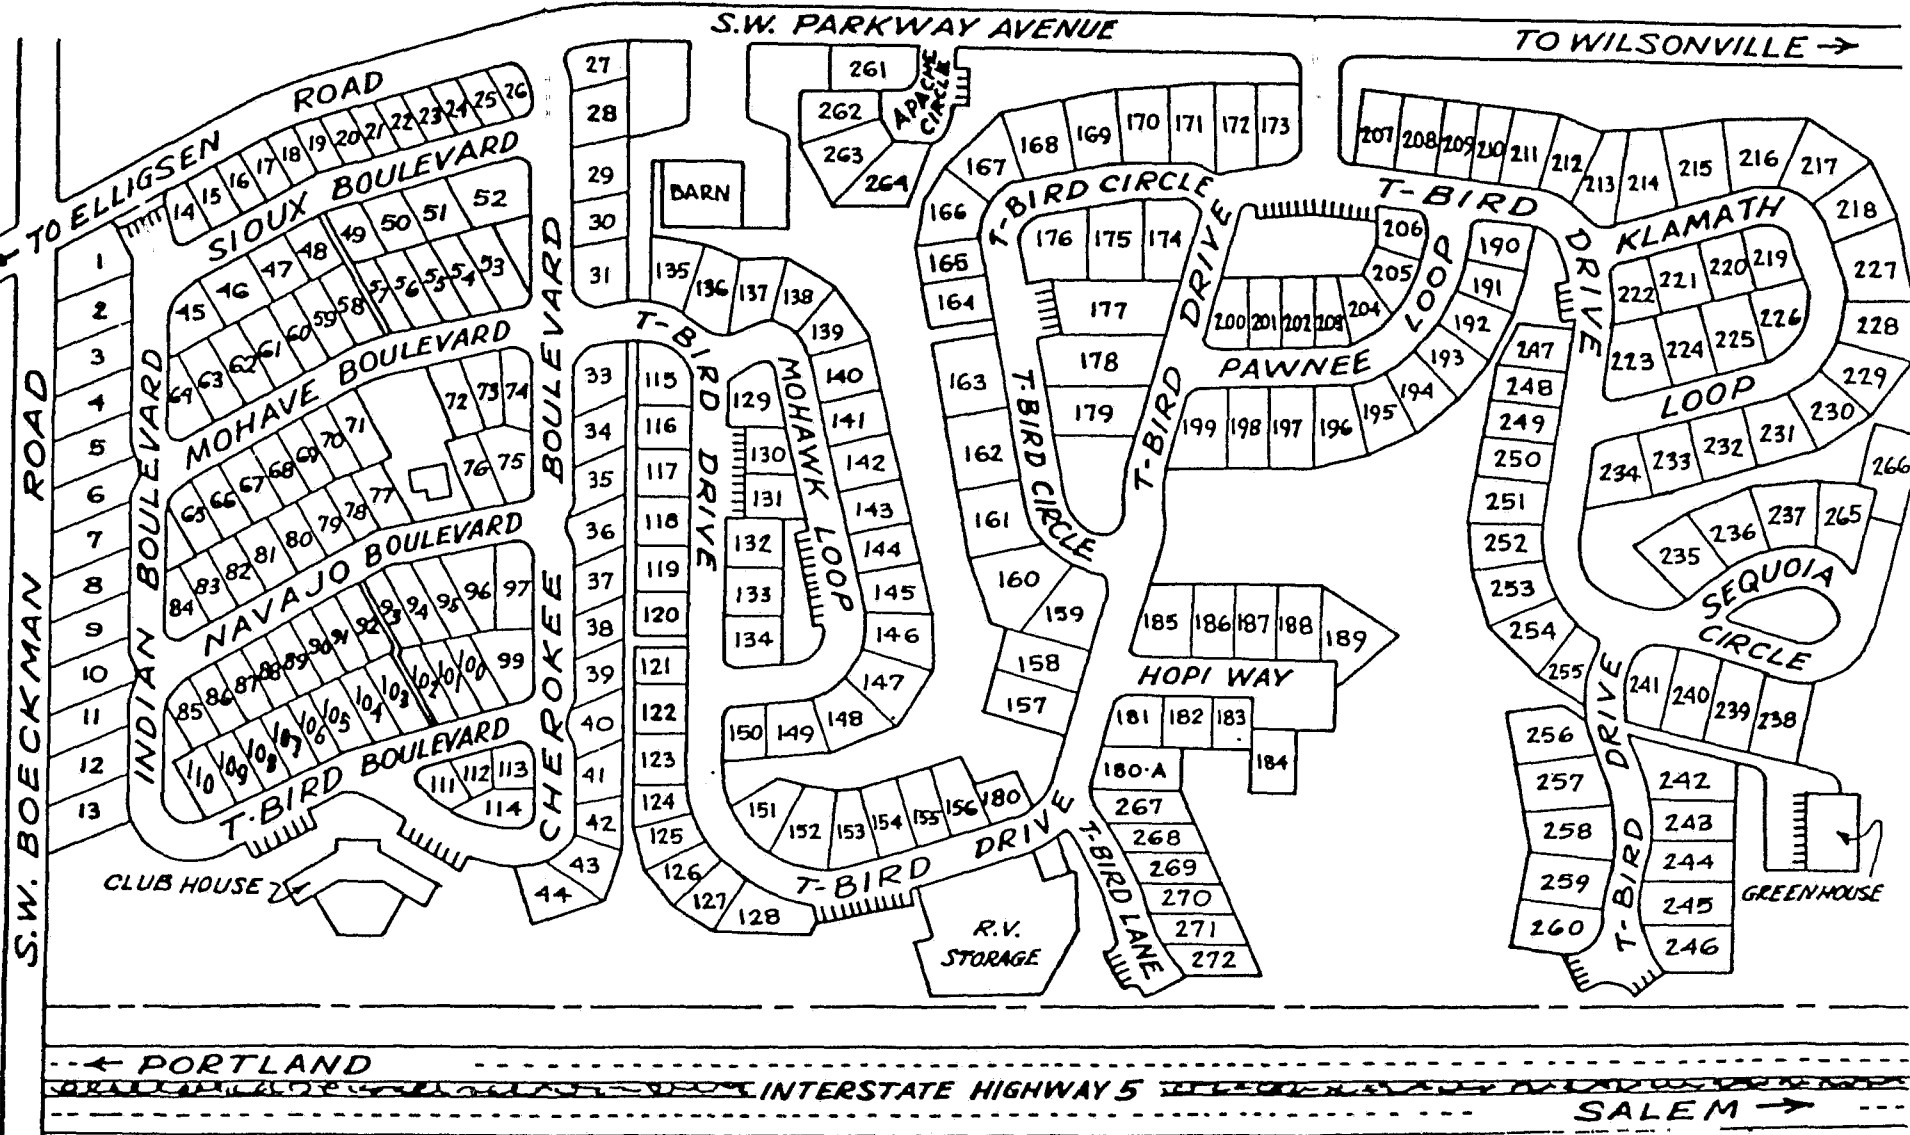 S.W. PARKWAY AVENUE
TO WILSONVILLE →
← TO ELLIGSEN ROAD
S.W. BOECKMAN ROAD
INDIAN BOULEVARD
SIOUX BOULEVARD
MOHAVE BOULEVARD
NAVAJO BOULEVARD
T-BIRD BOULEVARD
CHEROKEE BOULEVARD
CLUB HOUSE
1
2
3
4
5
6
7
8
9
10
11
12
13
14 15 16 17 18 19 20 21 22 23 24 25 26
27
28
29
30
31
33
34
35
36
37
38
39
40
41
42
43
44
45 46 47 48 49 50 51 52
64 63 62 61 60 59 58 57 56 55 54 53
65 66 67 68 69 70 71 72 73 74
84 83 82 81 80 79 78 77 76 75
85 86 87 88 89 90 91 92 93 94 95 96 97
110 109 108 107 106 105 104 103 102 101 100 99
111 112 113
114
BARN
T-BIRD DRIVE
MOHAWK LOOP
115
116
117
118
119
120
121
122
123
124
125
126
127
128
129
130
131
132
133
134
135 136 137 138
139
140
141
142
143
144
145
146
147
148
149
150
151 152 153 154 155 156 180
T-BIRD DRIVE
R.V.
STORAGE
261
262
263
264
APACHE
CIRCLE
T-BIRD CIRCLE
T-BIRD CIRCLE
T-BIRD DRIVE
157
158
159
160
161
162
163
164
165
166
167
168 169 170 171 172 173
176 175 174
177
178
179
PAWNEE LOOP
200 201 202 203 204
205
206
190
191
192
193
194
195
199 198 197 196
185 186 187 188 189
HOPI WAY
181 182 183
184
180-A
267
268
269
270
271
272
T-BIRD LANE
T-BIRD DRIVE
207 208 209 210 211 212 213 214 215 216 217
218
227
228
229
230
231
232
233
234
KLAMATH LOOP
222 221 220 219
223 224 225 226
247
248
249
250
251
252
253
254
255
235 236 237 265
266
SEQUOIA
CIRCLE
241 240 239 238
T-BIRD DRIVE
256
257
258
259
260
242
243
244
245
246
GREENHOUSE
← PORTLAND
INTERSTATE HIGHWAY 5
SALEM →